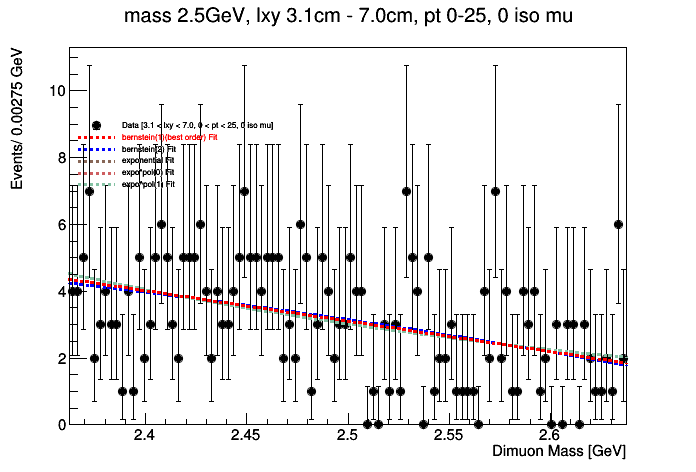 mass 2.5GeV, lxy 3.1cm - 7.0cm, pt 0-25, 0 iso mu
Events/ 0.00275 GeV
10
8
6
4
2
0
Data [3.1 < lxy < 7.0, 0 < pt < 25, 0 iso mu]
bernstein(1)(best order) Fit
bernstein(2) Fit
exponential Fit
expo*pol(0) Fit
expo*pol(1) Fit
2.4 2.45 2.5 2.55 2.6
Dimuon Mass [GeV]